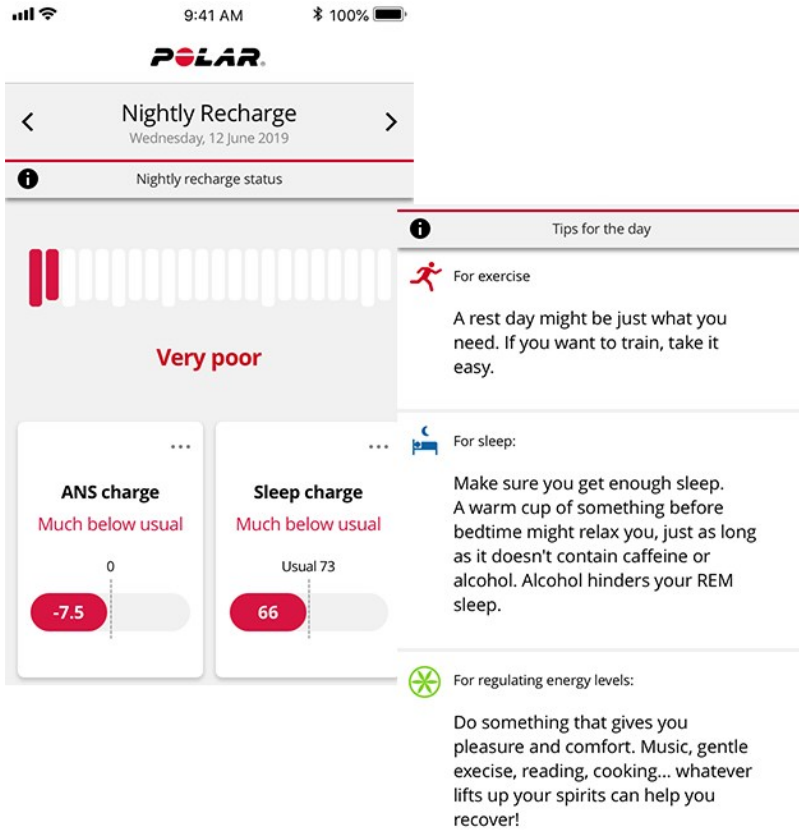 9:41 AM
100%
POLAR.
Nightly Recharge
Wednesday, 12 June 2019
Nightly recharge status
Very poor
ANS charge
Much below usual
0
-7.5
Sleep charge
Much below usual
Usual 73
66
Tips for the day
For exercise
A rest day might be just what you
need. If you want to train, take it
easy.
For sleep:
Make sure you get enough sleep.
A warm cup of something before
bedtime might relax you, just as long
as it doesn't contain caffeine or
alcohol. Alcohol hinders your REM
sleep.
For regulating energy levels:
Do something that gives you
pleasure and comfort. Music, gentle
execise, reading, cooking... whatever
lifts up your spirits can help you
recover!